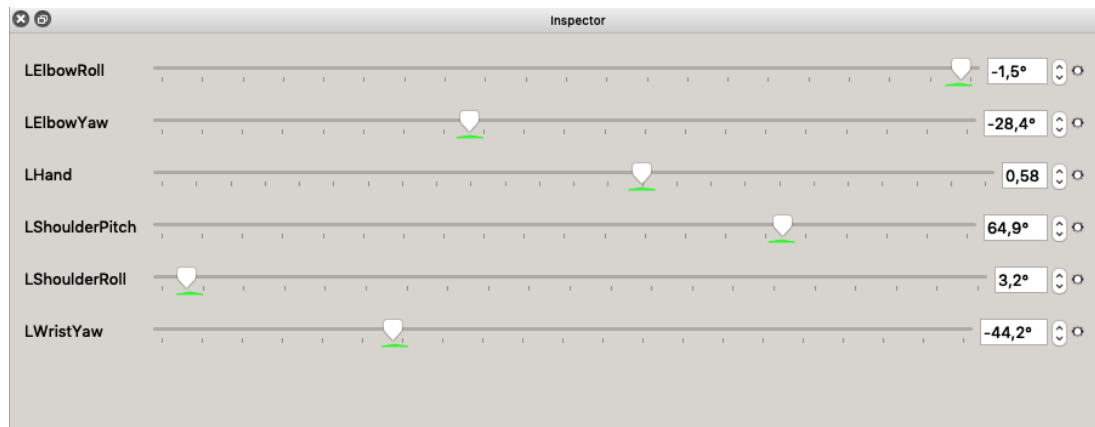 Inspector
LElbowRoll -1,5°
LElbowYaw -28,4°
LHand 0,58
LShoulderPitch 64,9°
LShoulderRoll 3,2°
LWristYaw -44,2°